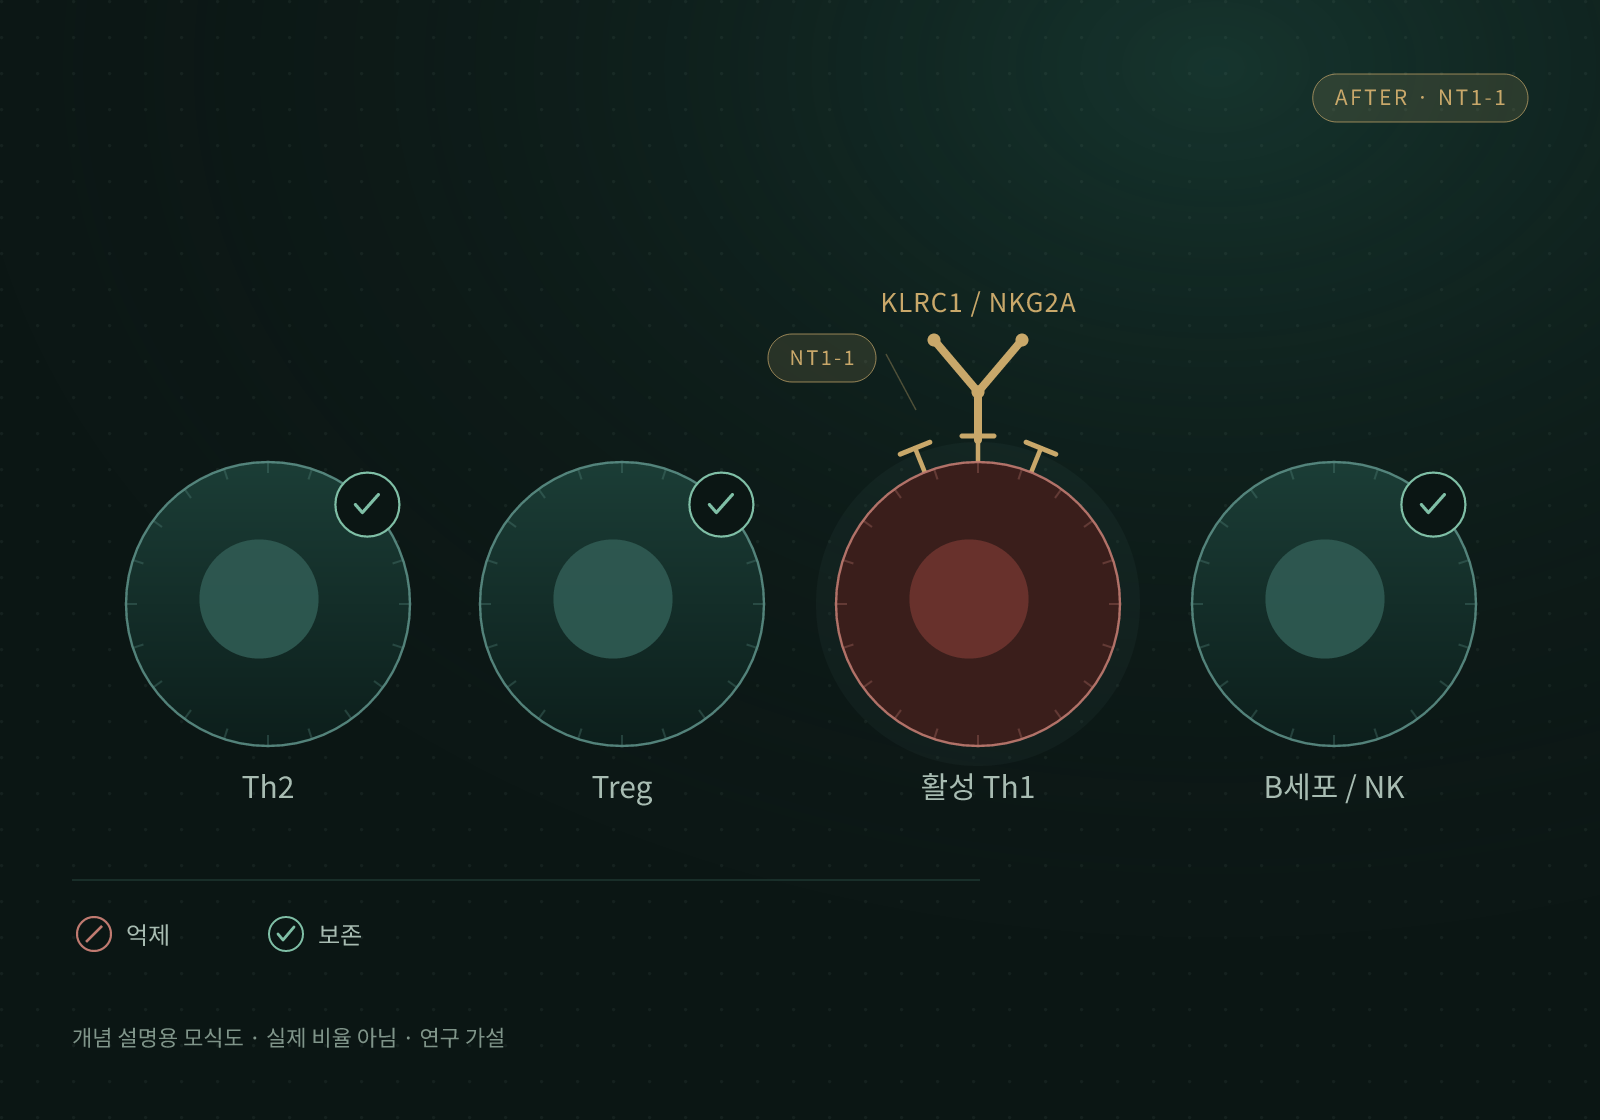 AFTER · NT1-1
KLRC1 / NKG2A
NT1-1
Th2
Treg
활성 Th1
B세포 / NK
억제
보존
개념 설명용 모식도 · 실제 비율 아님 · 연구 가설